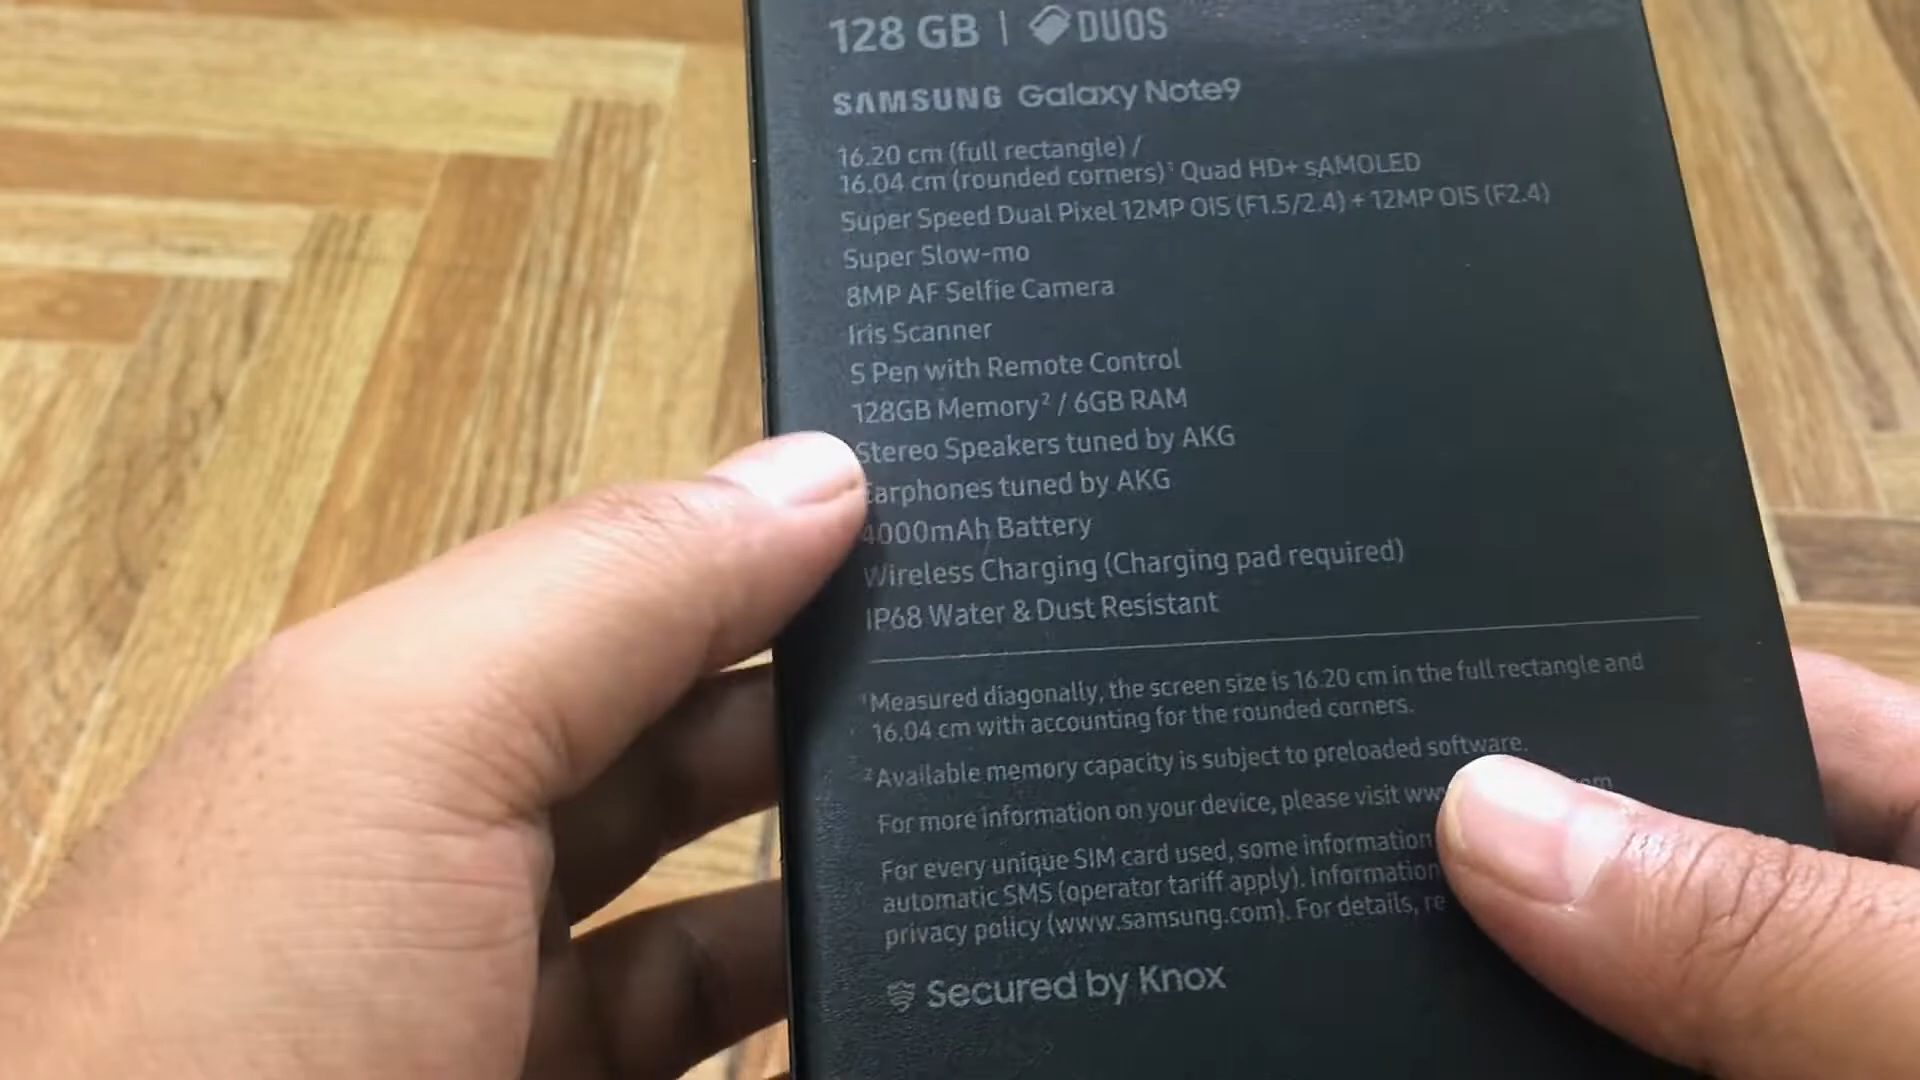 128 GB | DUOS
SAMSUNG Galaxy Note9
16.20 cm (full rectangle) /
16.04 cm (rounded corners)¹ Quad HD+ sAMOLED
Super Speed Dual Pixel 12MP OIS (F1.5/2.4) + 12MP OIS (F2.4)
Super Slow-mo
8MP AF Selfie Camera
Iris Scanner
S Pen with Remote Control
128GB Memory² / 6GB RAM
Stereo Speakers tuned by AKG
Earphones tuned by AKG
4000mAh Battery
Wireless Charging (Charging pad required)
IP68 Water & Dust Resistant
¹Measured diagonally, the screen size is 16.20 cm in the full rectangle and
16.04 cm with accounting for the rounded corners.
²Available memory capacity is subject to preloaded software.
For more information on your device, please visit
For every unique SIM card used, some information
automatic SMS (operator tariff apply). Information
privacy policy (www.samsung.com). For details,
Secured by Knox